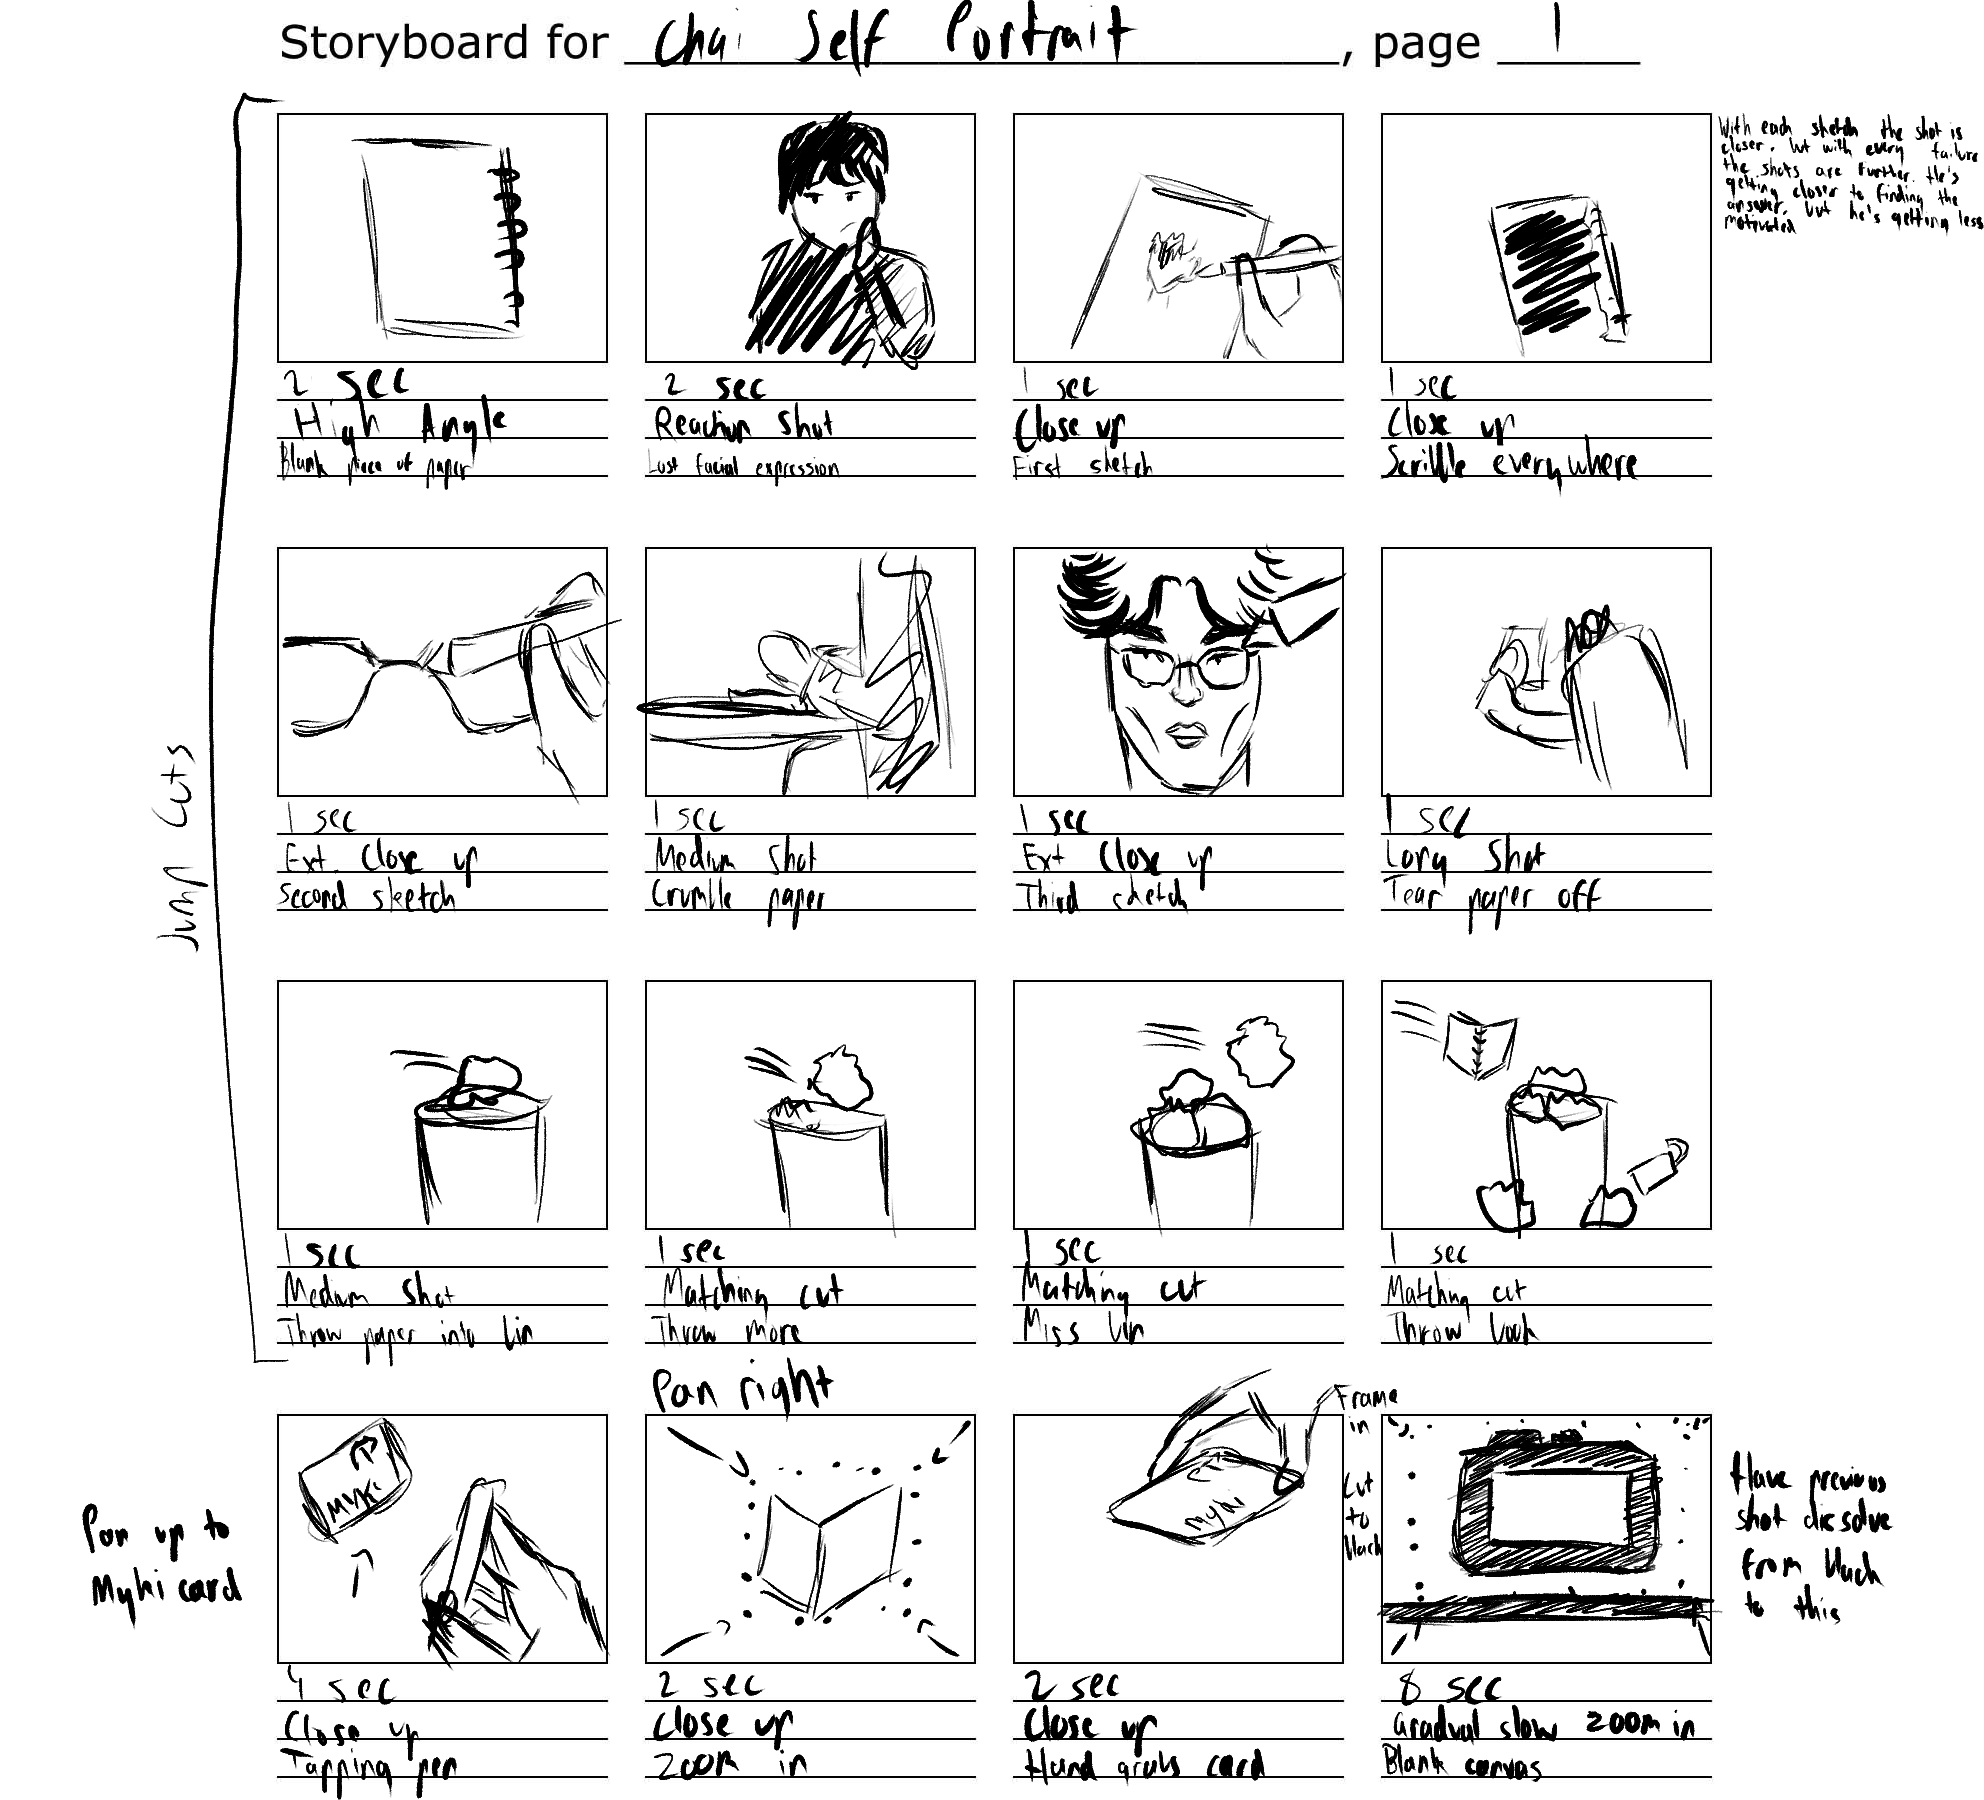 Storyboard for Chai Self Portrait, page 1
With each sketch the shot is
closer, but with every failure
the shots are further. He's
getting closer to finding the
answer, but he's getting less
motivated
Jump Cuts
2 sec
High Angle
Blank piece of paper
2 sec
Reaction Shot
Lost facial expression
1 sec
Close up
First sketch
1 sec
Close up
Scribble everywhere
1 sec
Ext. Close up
Second sketch
1 sec
Medium Shot
Crumble paper
1 sec
Ext Close up
Third sketch
1 sec
Long Shot
Tear paper off
1 sec
Medium Shot
Throw paper into bin
1 sec
Matching cut
Throw more
1 sec
Matching cut
Miss bin
1 sec
Matching cut
Throw book
Pan up to
Myki card
MYKI
4 sec
Close up
Tapping pen
Pan right
2 sec
Close up
Zoom in
Myki
Frame
in
Cut
to
black
2 sec
Close up
Hand grabs card
Have previous
shot dissolve
from black
to this
8 sec
Gradual slow zoom in
Blank canvas